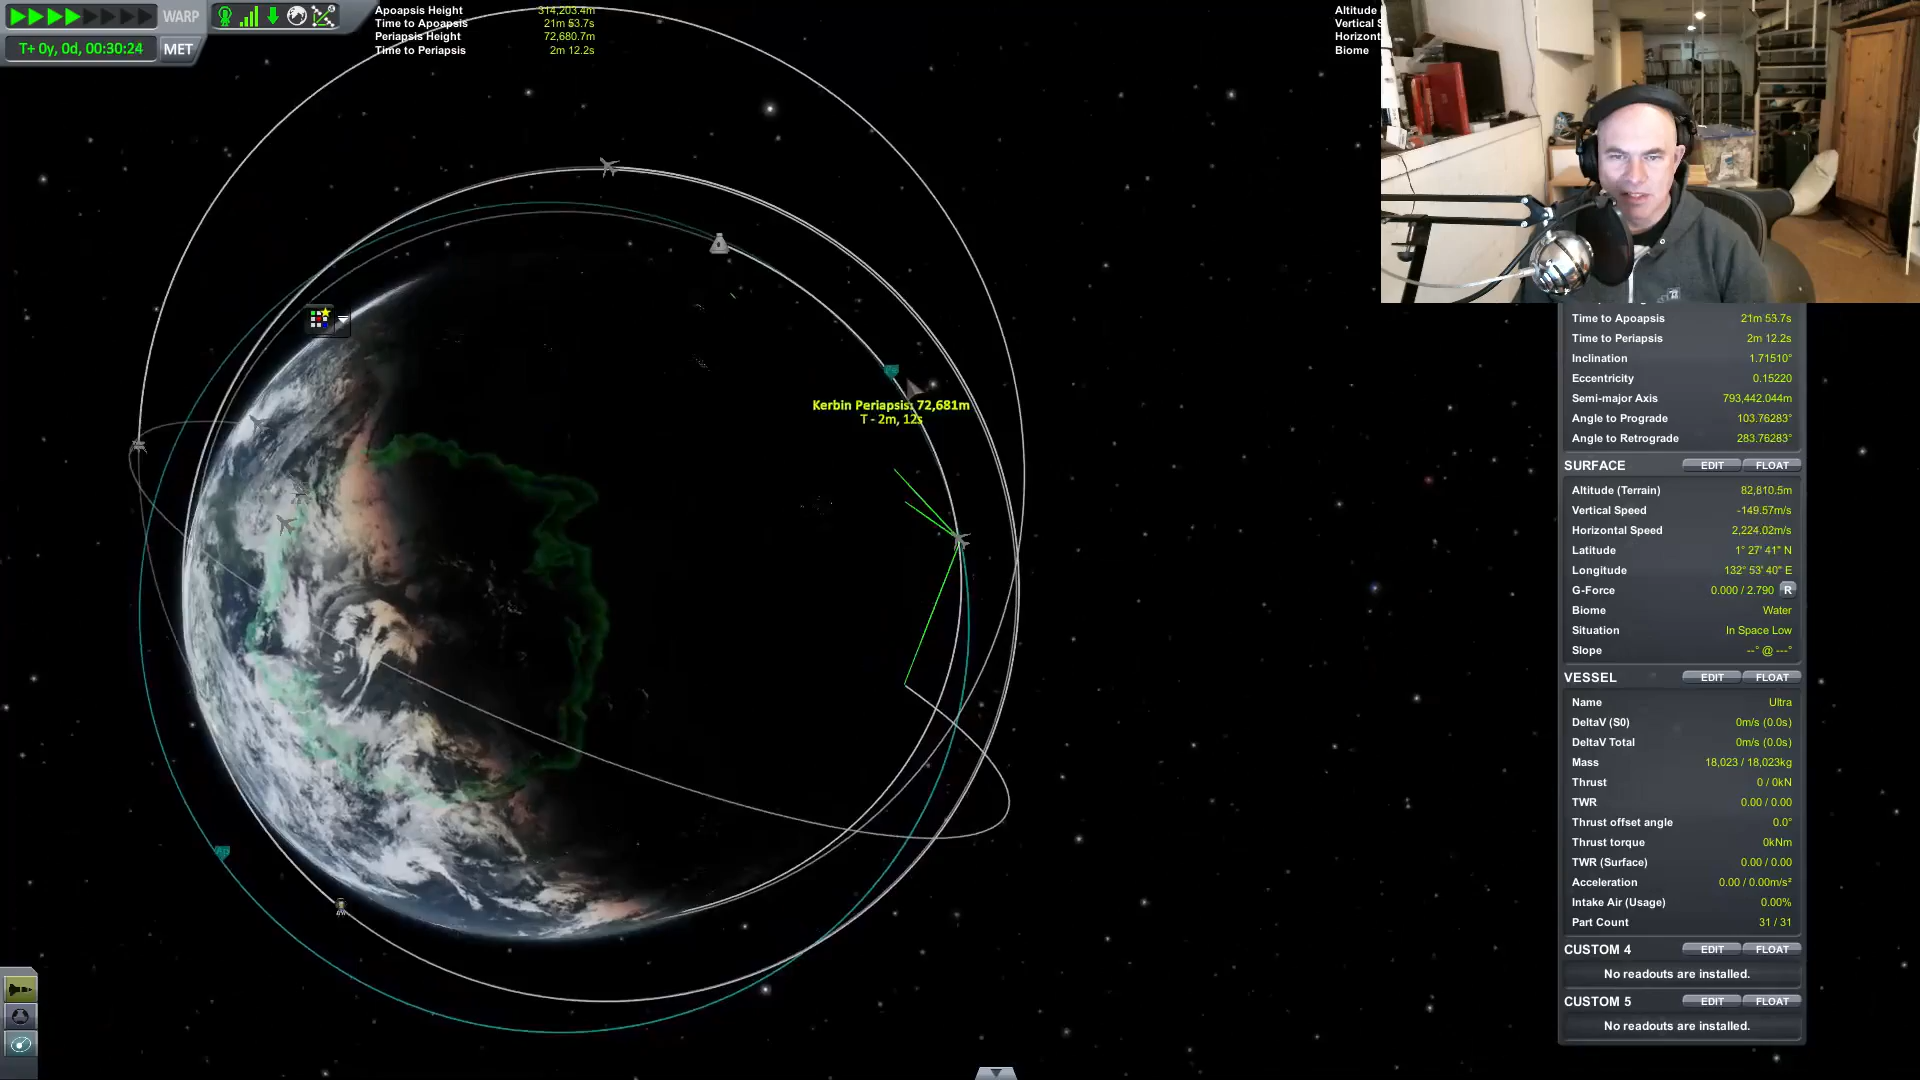 WARP
T+ 0y, 0d, 00:30:24 MET
Apoapsis Height 314,203.4m
Time to Apoapsis 21m 53.7s
Periapsis Height 72,680.7m
Time to Periapsis 2m 12.2s
Altitude
Vertical S
Horizont
Biome
Kerbin Periapsis: 72,681m
T - 2m, 12s
Time to Apoapsis 21m 53.7s
Time to Periapsis 2m 12.2s
Inclination 1.71510°
Eccentricity 0.15220
Semi-major Axis 793,442.044m
Angle to Prograde 103.76283°
Angle to Retrograde 283.76283°
SURFACE EDIT FLOAT
Altitude (Terrain) 82,810.5m
Vertical Speed -149.57m/s
Horizontal Speed 2,224.02m/s
Latitude 1° 27' 41" N
Longitude 132° 53' 40" E
G-Force 0.000 / 2.790 R
Biome Water
Situation In Space Low
Slope --° @ ---°
VESSEL EDIT FLOAT
Name Ultra
DeltaV (S0) 0m/s (0.0s)
DeltaV Total 0m/s (0.0s)
Mass 18,023 / 18,023kg
Thrust 0 / 0kN
TWR 0.00 / 0.00
Thrust offset angle 0.0°
Thrust torque 0kNm
TWR (Surface) 0.00 / 0.00
Acceleration 0.00 / 0.00m/s²
Intake Air (Usage) 0.00%
Part Count 31 / 31
CUSTOM 4 EDIT FLOAT
No readouts are installed.
CUSTOM 5 EDIT FLOAT
No readouts are installed.